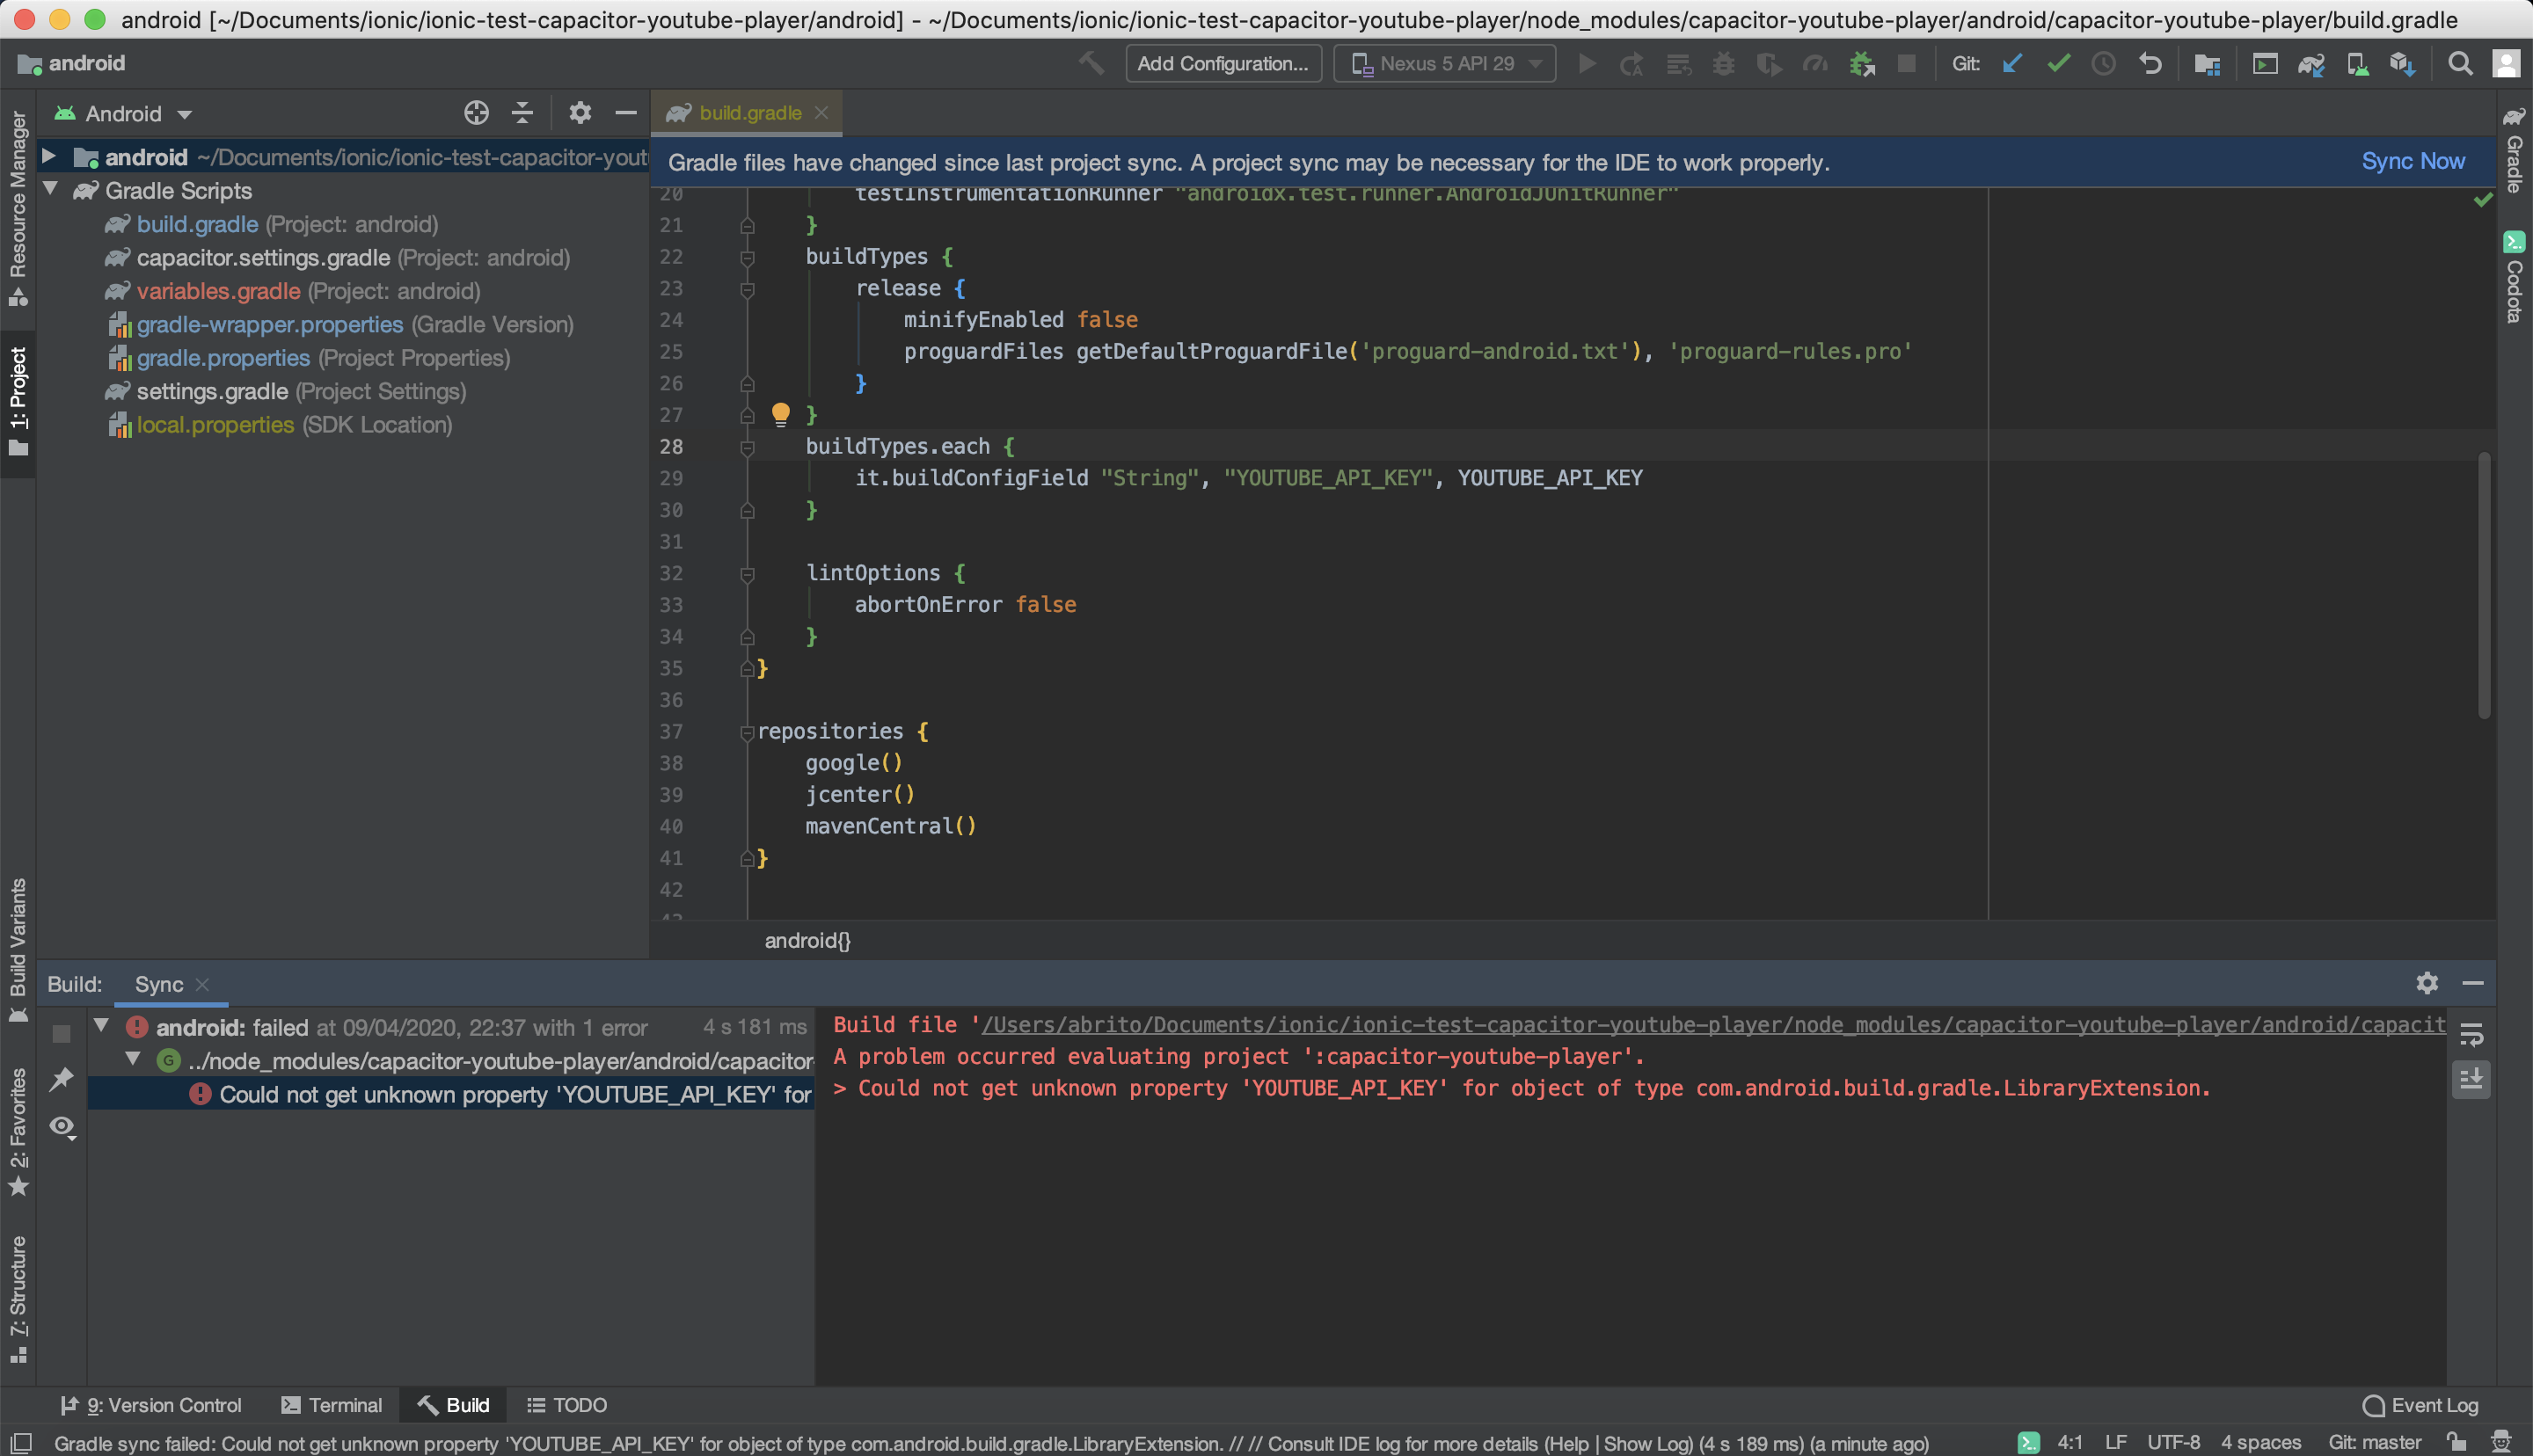 android [~/Documents/ionic/ionic-test-capacitor-youtube-player/android] - ~/Documents/ionic/ionic-test-capacitor-youtube-player/node_modules/capacitor-youtube-player/android/capacitor-youtube-player/build.gradle
android
Add Configuration...
Nexus 5 API 29
Git:
Resource Manager
1: Project
Build Variants
2: Favorites
7: Structure
Android
android ~/Documents/ionic/ionic-test-capacitor-yout
Gradle Scripts
build.gradle (Project: android)
capacitor.settings.gradle (Project: android)
variables.gradle (Project: android)
gradle-wrapper.properties (Gradle Version)
gradle.properties (Project Properties)
settings.gradle (Project Settings)
local.properties (SDK Location)
build.gradle
Gradle files have changed since last project sync. A project sync may be necessary for the IDE to work properly.
Sync Now
20 testInstrumentationRunner "androidx.test.runner.AndroidJUnitRunner"
21 }
22 buildTypes {
23 release {
24 minifyEnabled false
25 proguardFiles getDefaultProguardFile('proguard-android.txt'), 'proguard-rules.pro'
26 }
27 }
28 buildTypes.each {
29 it.buildConfigField "String", "YOUTUBE_API_KEY", YOUTUBE_API_KEY
30 }
31
32 lintOptions {
33 abortOnError false
34 }
35 }
36
37 repositories {
38 google()
39 jcenter()
40 mavenCentral()
41 }
42
43
android{}
Gradle
Codota
Build:
Sync
android: failed at 09/04/2020, 22:37 with 1 error 4 s 181 ms
../node_modules/capacitor-youtube-player/android/capacitor-
Could not get unknown property 'YOUTUBE_API_KEY' for
Build file '/Users/abrito/Documents/ionic/ionic-test-capacitor-youtube-player/node_modules/capacitor-youtube-player/android/capacit
A problem occurred evaluating project ':capacitor-youtube-player'.
> Could not get unknown property 'YOUTUBE_API_KEY' for object of type com.android.build.gradle.LibraryExtension.
9: Version Control
Terminal
Build
TODO
Event Log
Gradle sync failed: Could not get unknown property 'YOUTUBE_API_KEY' for object of type com.android.build.gradle.LibraryExtension. // // Consult IDE log for more details (Help | Show Log) (4 s 189 ms) (a minute ago)
4:1
LF
UTF-8
4 spaces
Git: master